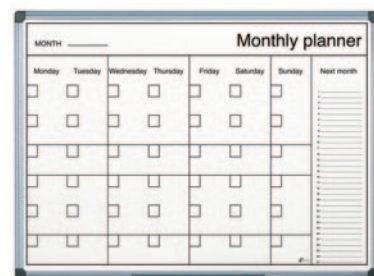 Monthly planner
MONTH
Monday Tuesday Wednesday Thursday Friday Saturday Sunday Next month